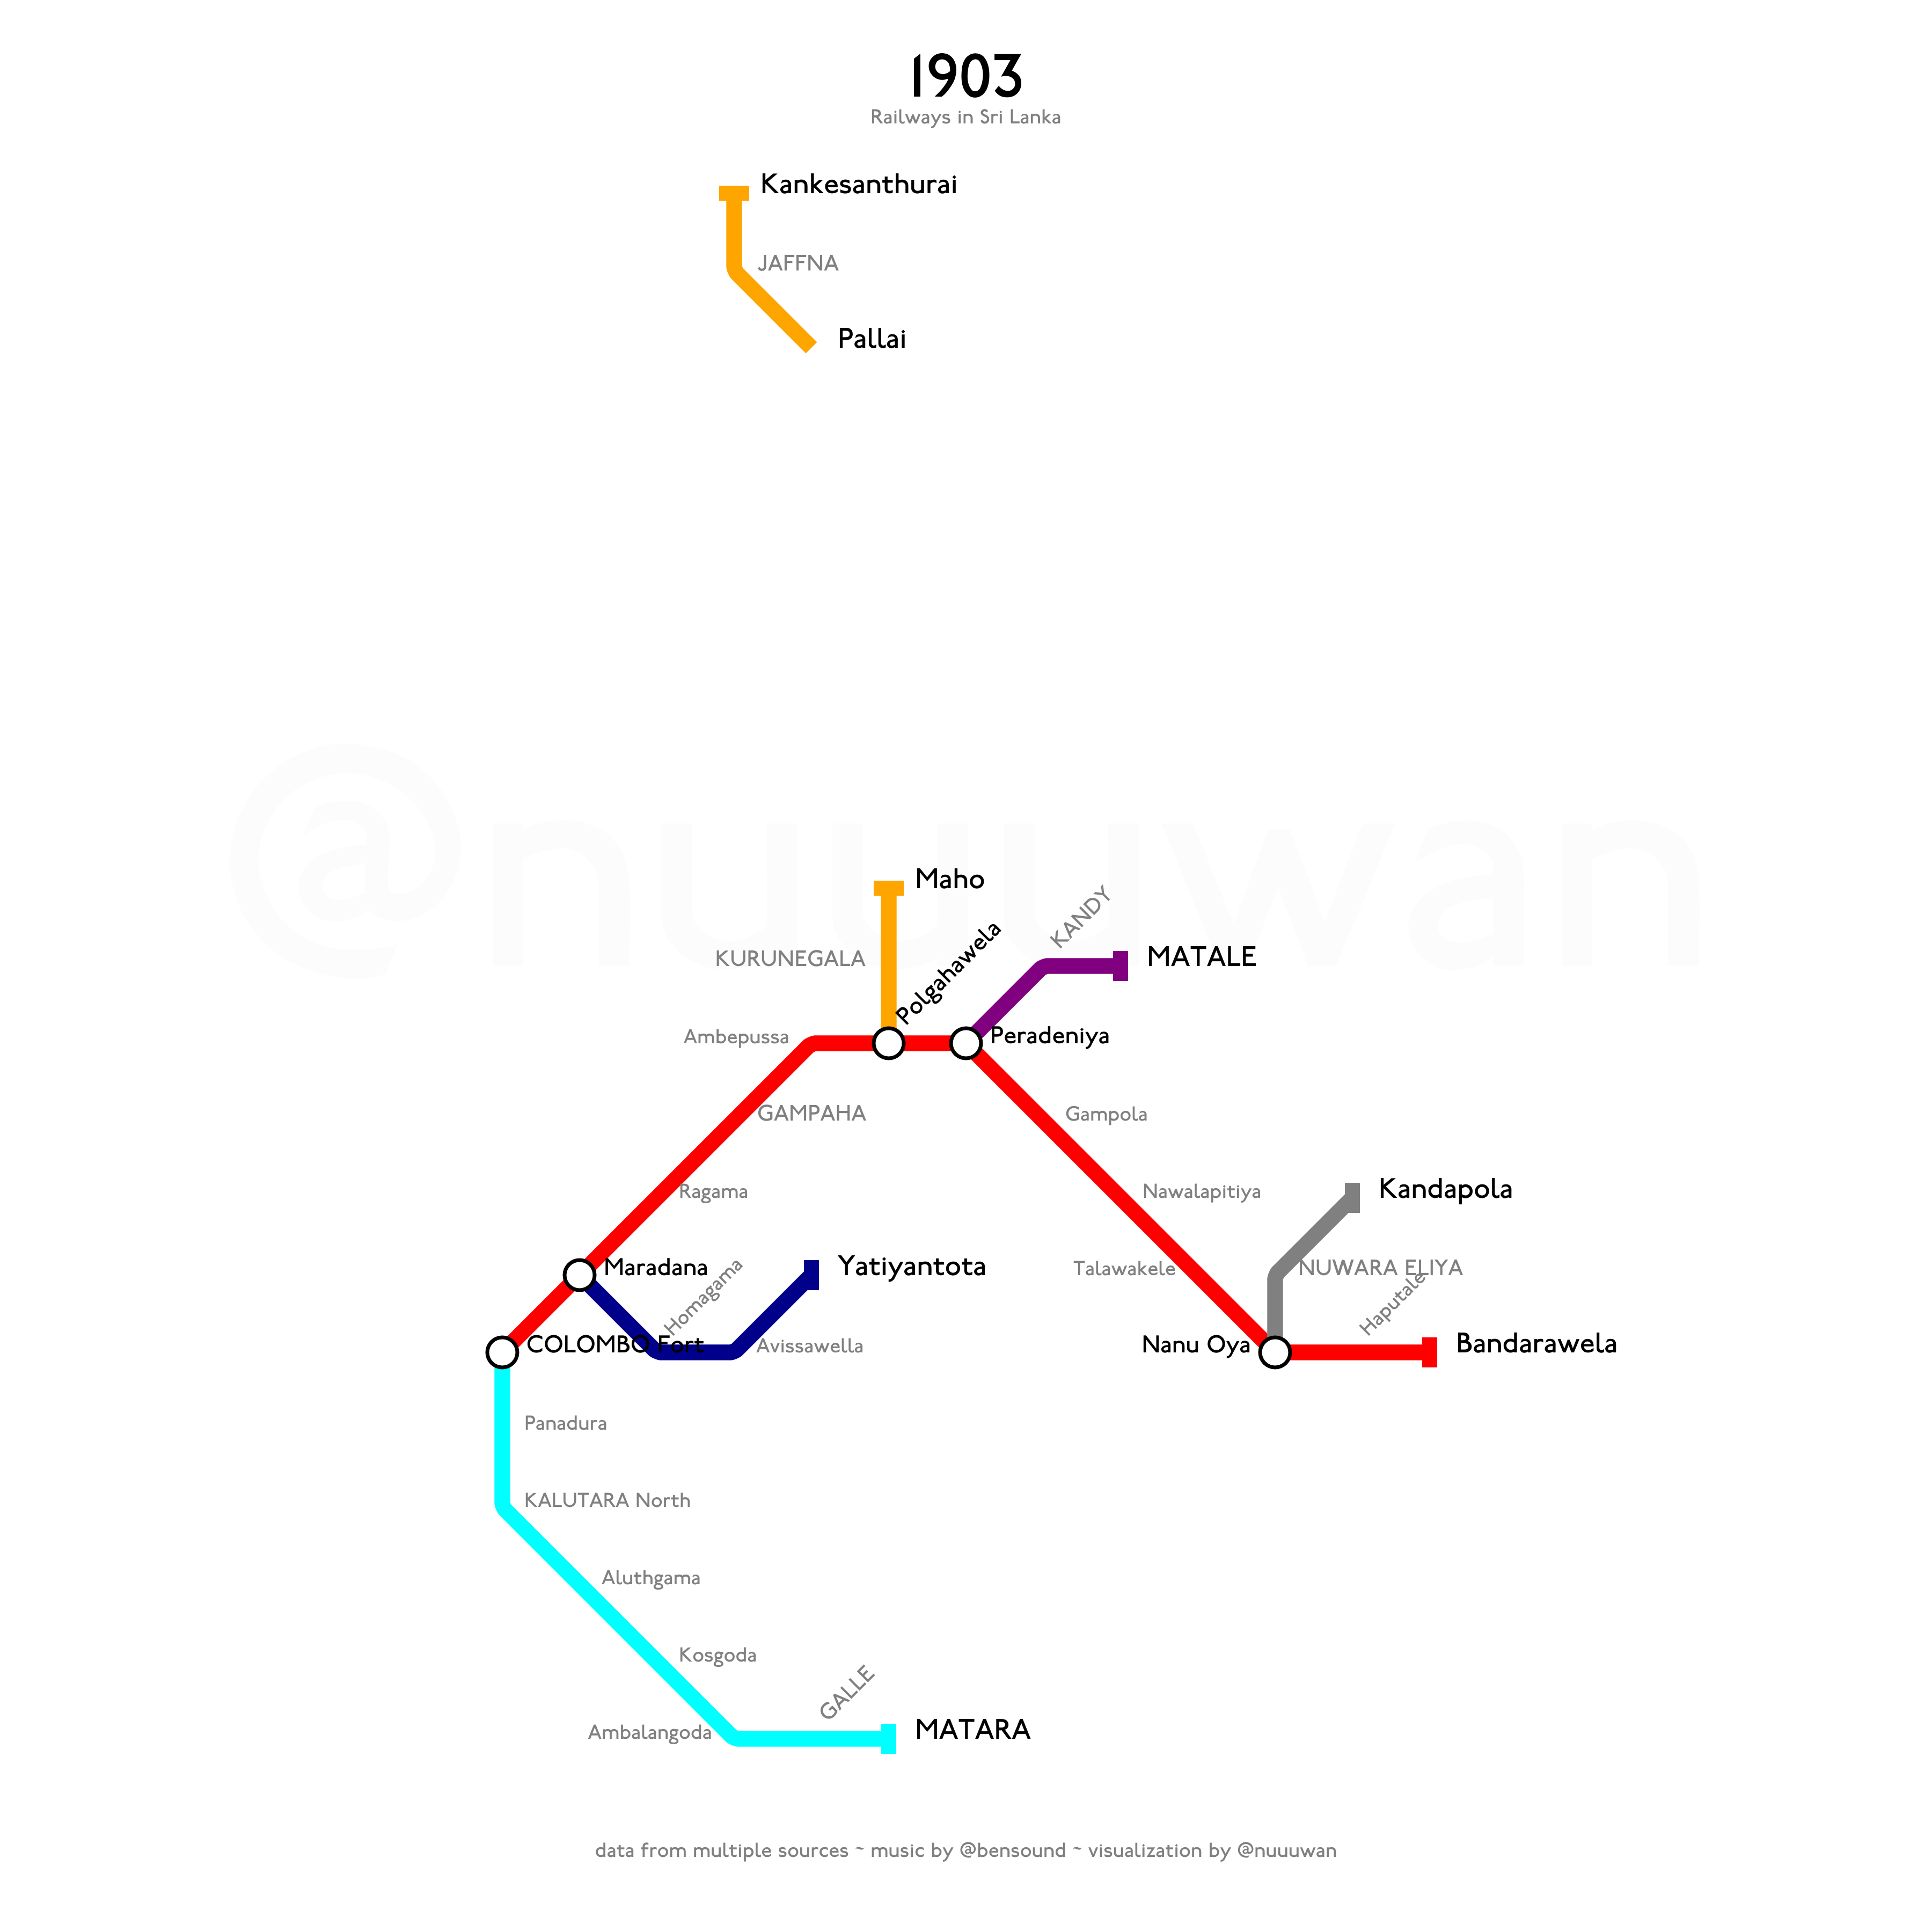 1903
Railways in Sri Lanka
Kankesanthurai
JAFFNA
Pallai
@nuuuwan
Maho
KANDY
KURUNEGALA
MATALE
Polgahawela
Ambepussa
Peradeniya
GAMPAHA
Gampola
Ragama
Nawalapitiya
Kandapola
Maradana
Homagama
Yatiyantota
Talawakele
NUWARA ELIYA
Haputale
COLOMBO Fort
Avissawella
Nanu Oya
Bandarawela
Panadura
KALUTARA North
Aluthgama
Kosgoda
GALLE
Ambalangoda
MATARA
data from multiple sources ~ music by @bensound ~ visualization by @nuuuwan